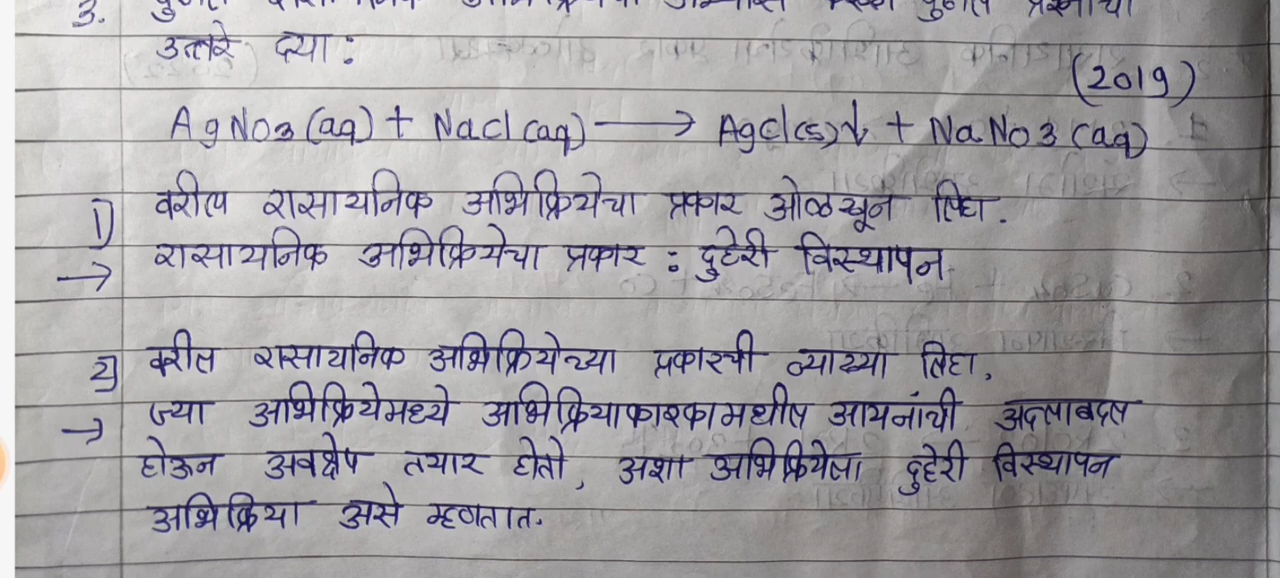 3.
उत्तरे द्या :
(2019)
AgNO3 (aq) + NaCl (aq) ⟶ AgCl(s)↓ + NaNO3 (aq)
1) वरील रासायनिक अभिक्रियेचा प्रकार ओळखून लिहा.
→ रासायनिक अभिक्रियेचा प्रकार : दुहेरी विस्थापन.
2) वरील रासायनिक अभिक्रियेच्या प्रकारची व्याख्या लिहा.
→ ज्या अभिक्रियेमध्ये अभिक्रियाकारकामधील आयनांची अदलाबदल
होऊन अवक्षेप तयार होतो, अशा अभिक्रियेला दुहेरी विस्थापन
अभिक्रिया असे म्हणतात.